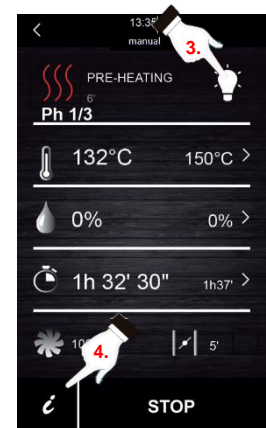 13:35
manual
3.
PRE-HEATING
6'
Ph 1/3
132°C 150°C >
0% 0% >
1h 32' 30" 1h37' >
4. 5'
i STOP